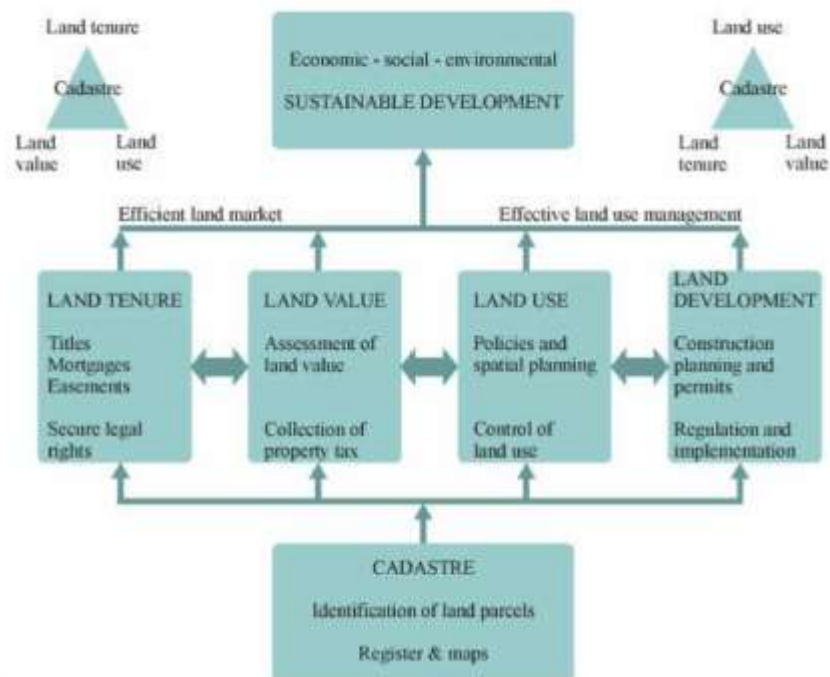 Land tenure
Cadastre
Land
value
Land
use
Economic - social - environmental
SUSTAINABLE DEVELOPMENT
Land use
Cadastre
Land
tenure
Land
value
Efficient land market
Effective land use management
LAND TENURE
Titles
Mortgages
Easements
Secure legal
rights
LAND VALUE
Assessment of
land value
Collection of
property tax
LAND USE
Policies and
spatial planning
Control of
land use
LAND
DEVELOPMENT
Construction
planning and
permits
Regulation and
implementation
CADASTRE
Identification of land parcels
Register & maps